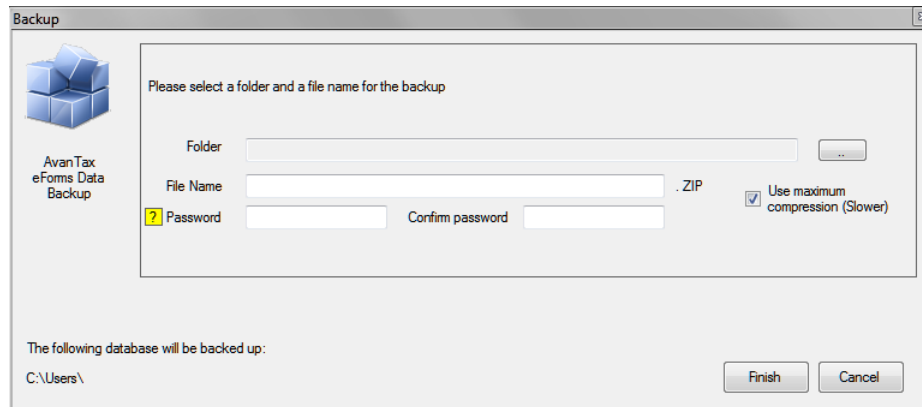 Backup
AvanTax
eForms Data
Backup
Please select a folder and a file name for the backup
Folder
..
File Name
. ZIP
Use maximum
compression (Slower)
? Password
Confirm password
The following database will be backed up:
C:\Users\
Finish
Cancel